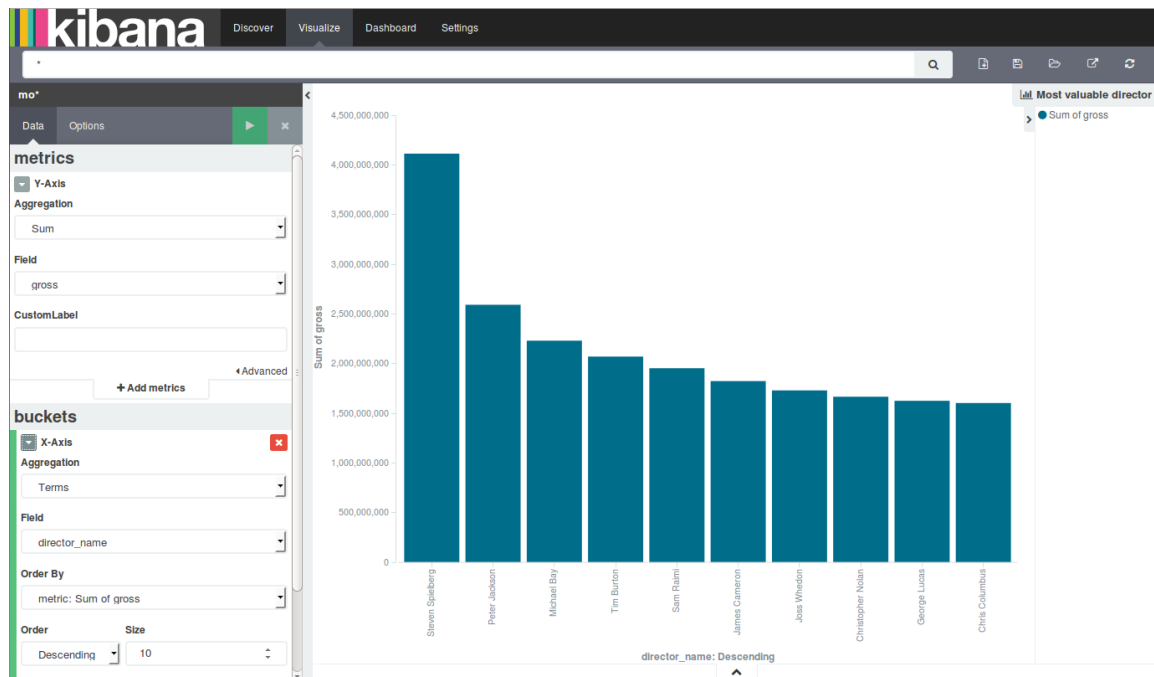 kibana
Discover Visualize Dashboard Settings
*
mo*
Data Options
metrics
Y-Axis
Aggregation
Sum
Field
gross
CustomLabel
Advanced
Add metrics
buckets
X-Axis
Aggregation
Terms
Field
director_name
Order By
metric: Sum of gross
Order Size
Descending 10
Most valuable director
Sum of gross
4,500,000,000
4,000,000,000
3,500,000,000
3,000,000,000
2,500,000,000
2,000,000,000
1,500,000,000
1,000,000,000
500,000,000
0
Sum of gross
Steven Spielberg
Peter Jackson
Michael Bay
Tim Burton
Sam Raimi
James Cameron
Joss Whedon
Christopher Nolan
George Lucas
Chris Columbus
director_name: Descending